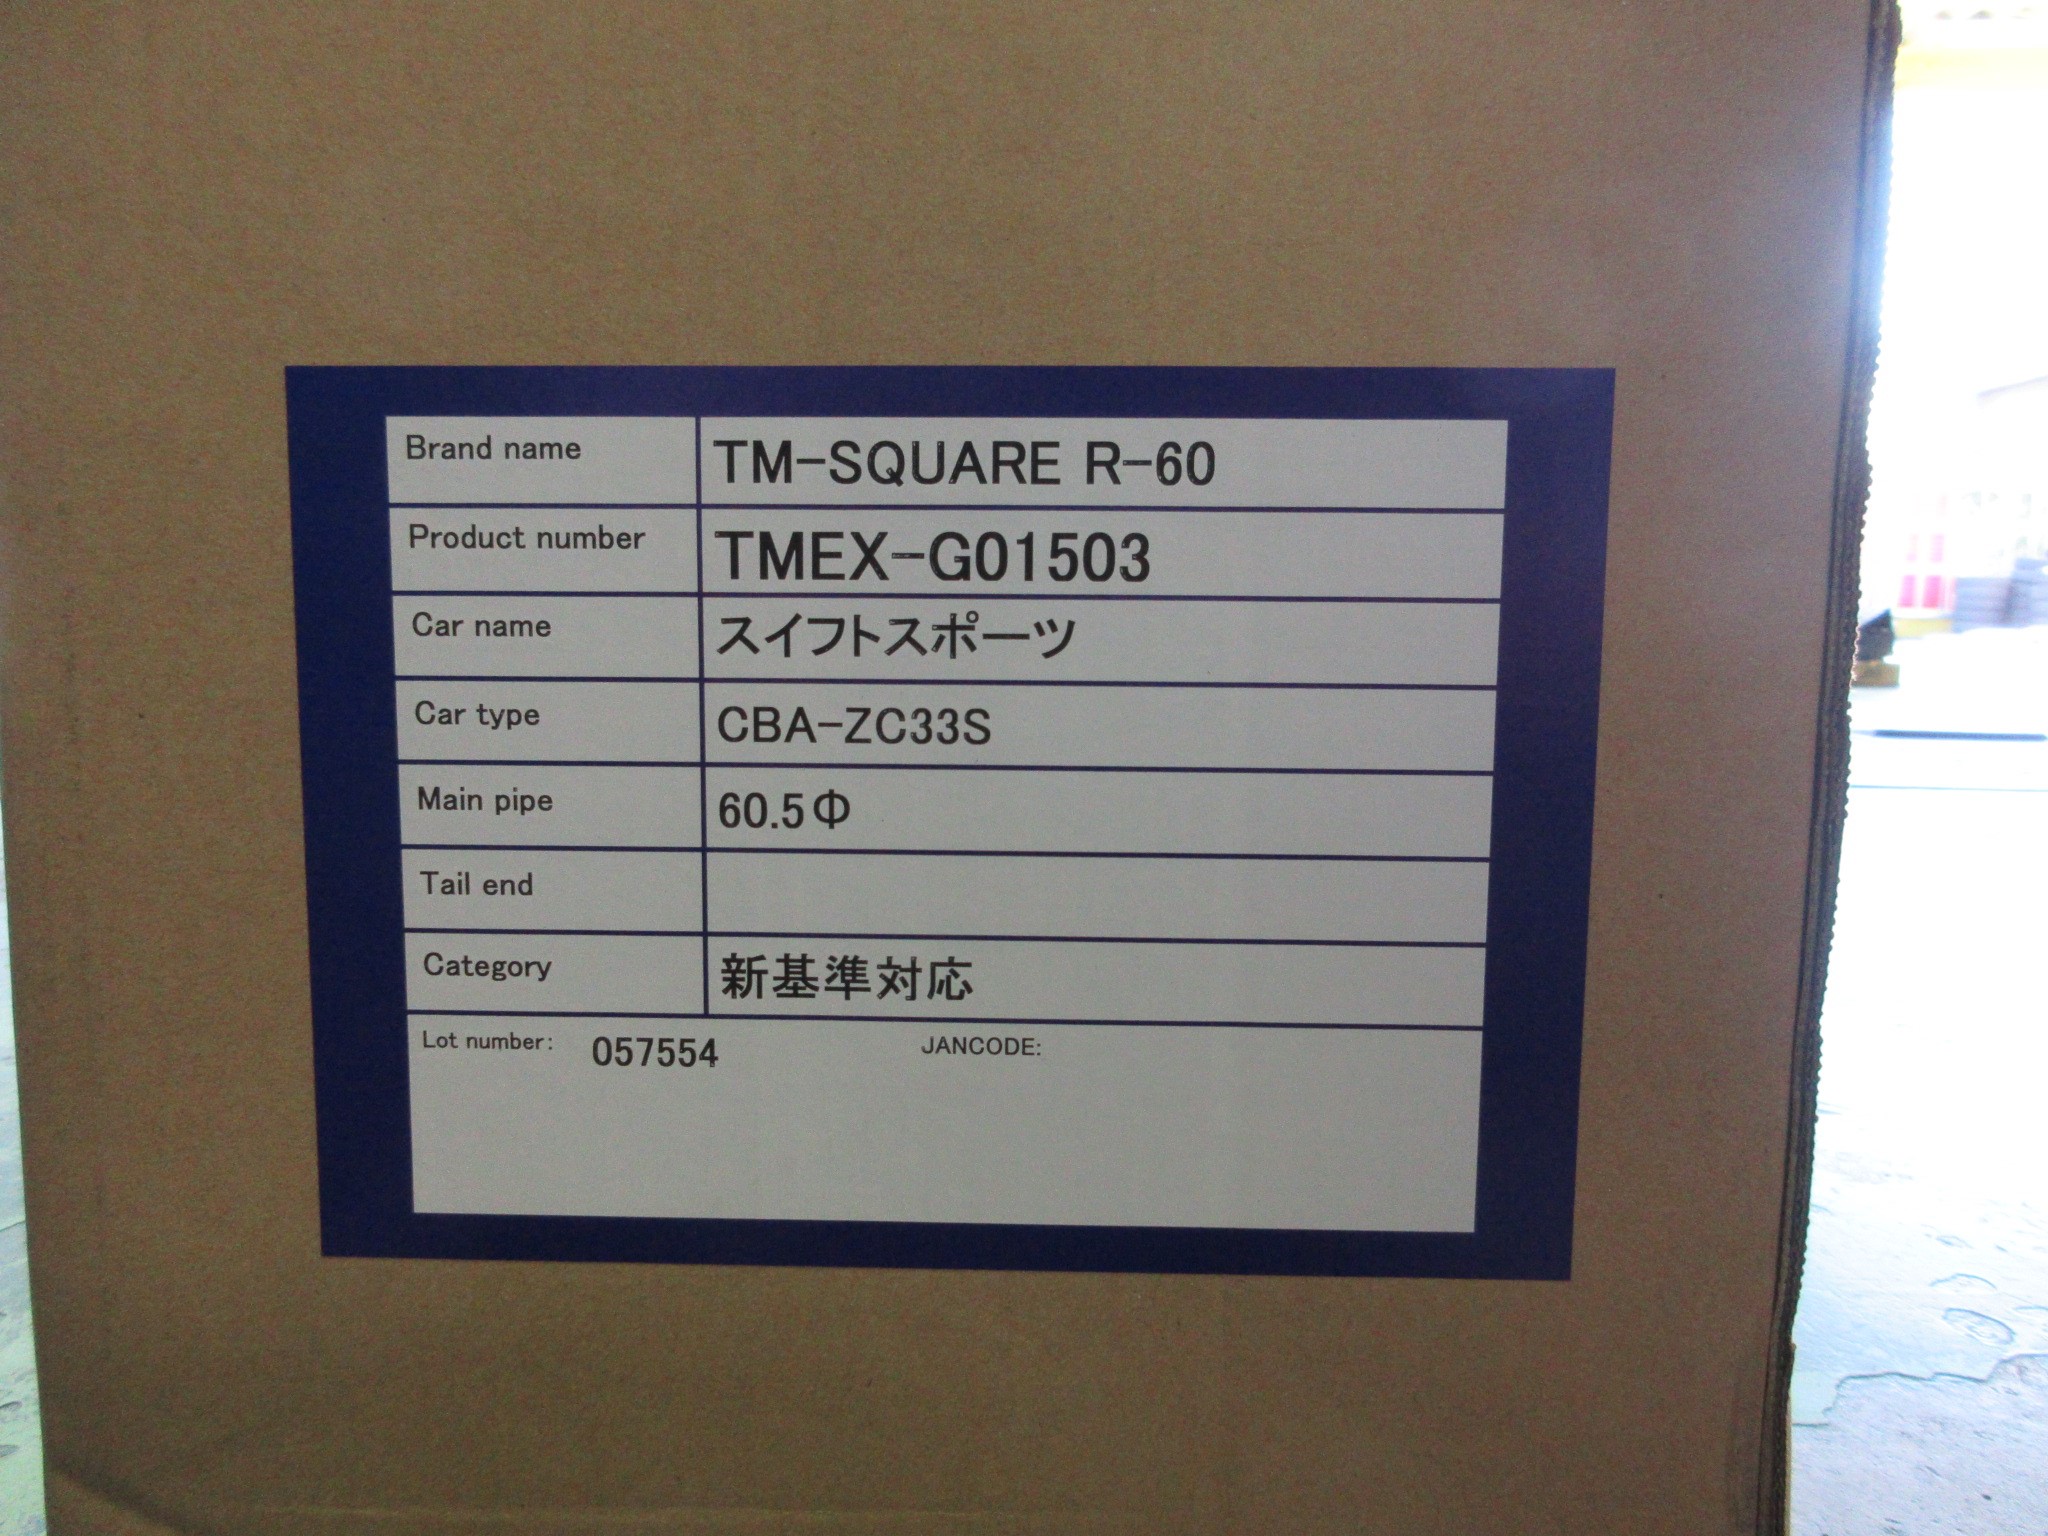 Brand name TM-SQUARE R-60
Product number TMEX-G01503
Car name スイフトスポーツ
Car type CBA-ZC33S
Main pipe 60.5Φ
Tail end
Category 新基準対応
Lot number: 057554 JANCODE: